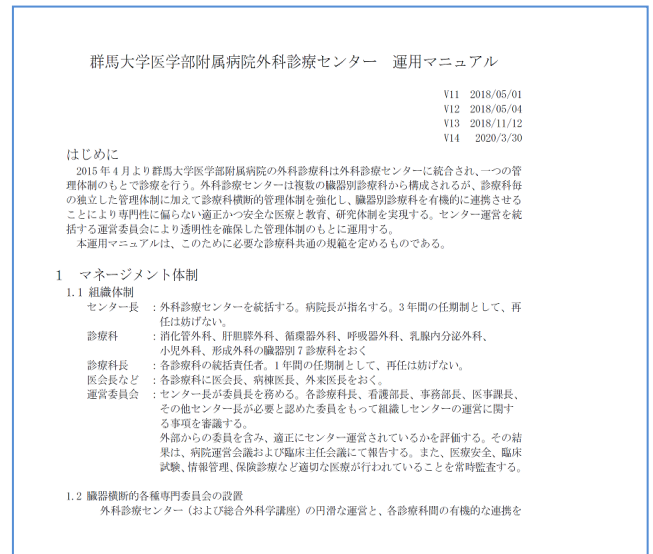 群馬大学医学部附属病院外科診療センター　運用マニュアル
V11　2018/05/01
V12　2018/05/04
V13　2018/11/12
V14　2020/3/30
はじめに
2015年4月より群馬大学医学部附属病院の外科診療科は外科診療センターに統合され、一つの管
理体制のもとで診療を行う。外科診療センターは複数の臓器別診療科から構成されるが、診療科毎
の独立した管理体制に加えて診療科横断的管理体制を強化し、臓器別診療科を有機的に連携させる
ことにより専門性に偏らない適正かつ安全な医療と教育、研究体制を実現する。センター運営を統
括する運営委員会により透明性を確保した管理体制のもとに運用する。
本運用マニュアルは、このために必要な診療科共通の規範を定めるものである。
1　マネージメント体制
1.1 組織体制
センター長　：外科診療センターを統括する。病院長が指名する。3年間の任期制として、再
任は妨げない。
診療科　：消化管外科、肝胆膵外科、循環器外科、呼吸器外科、乳腺内分泌外科、
小児外科、形成外科の臓器別7診療科をおく
診療科長　：各診療科の統括責任者。1年間の任期制として、再任は妨げない。
医会長など　：各診療科に医会長、病棟医長、外来医長をおく。
運営委員会　：センター長が委員長を務める。各診療科長、看護部長、事務部長、医事課長、
その他センター長が必要と認めた委員をもって組織しセンターの運営に関す
る事項を審議する。
外部からの委員を含み、適正にセンター運営されているかを評価する。その結
果は、病院運営会議および臨床主任会議にて報告する。また、医療安全、臨床
試験、情報管理、保険診療など適切な医療が行われていることを常時監査する。
1.2 臓器横断的各種専門委員会の設置
外科診療センター（および総合外科学講座）の円滑な運営と、各診療科間の有機的な連携を